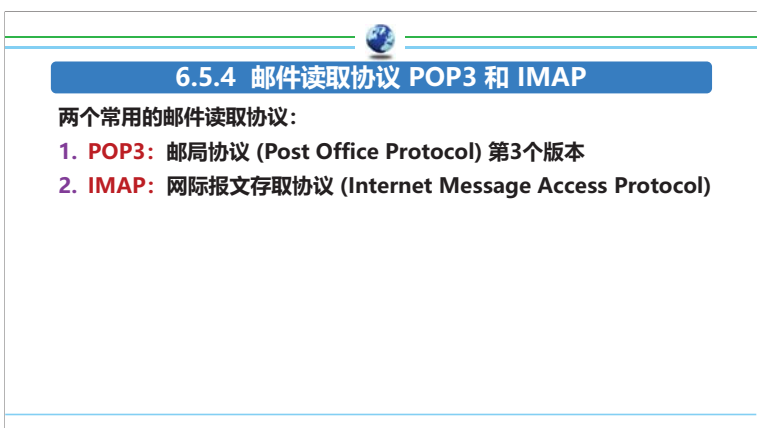 6.5.4 邮件读取协议 POP3 和 IMAP
两个常用的邮件读取协议：
1. POP3：邮局协议 (Post Office Protocol) 第3个版本
2. IMAP：网际报文存取协议 (Internet Message Access Protocol)